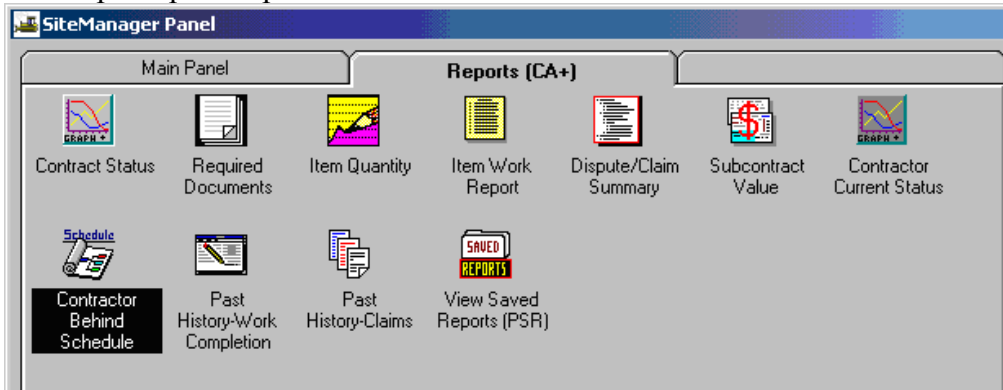 SiteManager Panel
Main Panel
Reports (CA+)
GRAPH +
GRAPH +
Contract Status
Required
Documents
Item Quantity
Item Work
Report
Dispute/Claim
Summary
$
Subcontract
Value
Contractor
Current Status
Schedule
SAVED
REPORTS
Contractor
Behind
Schedule
Past
History-Work
Completion
Past
History-Claims
View Saved
Reports (PSR)